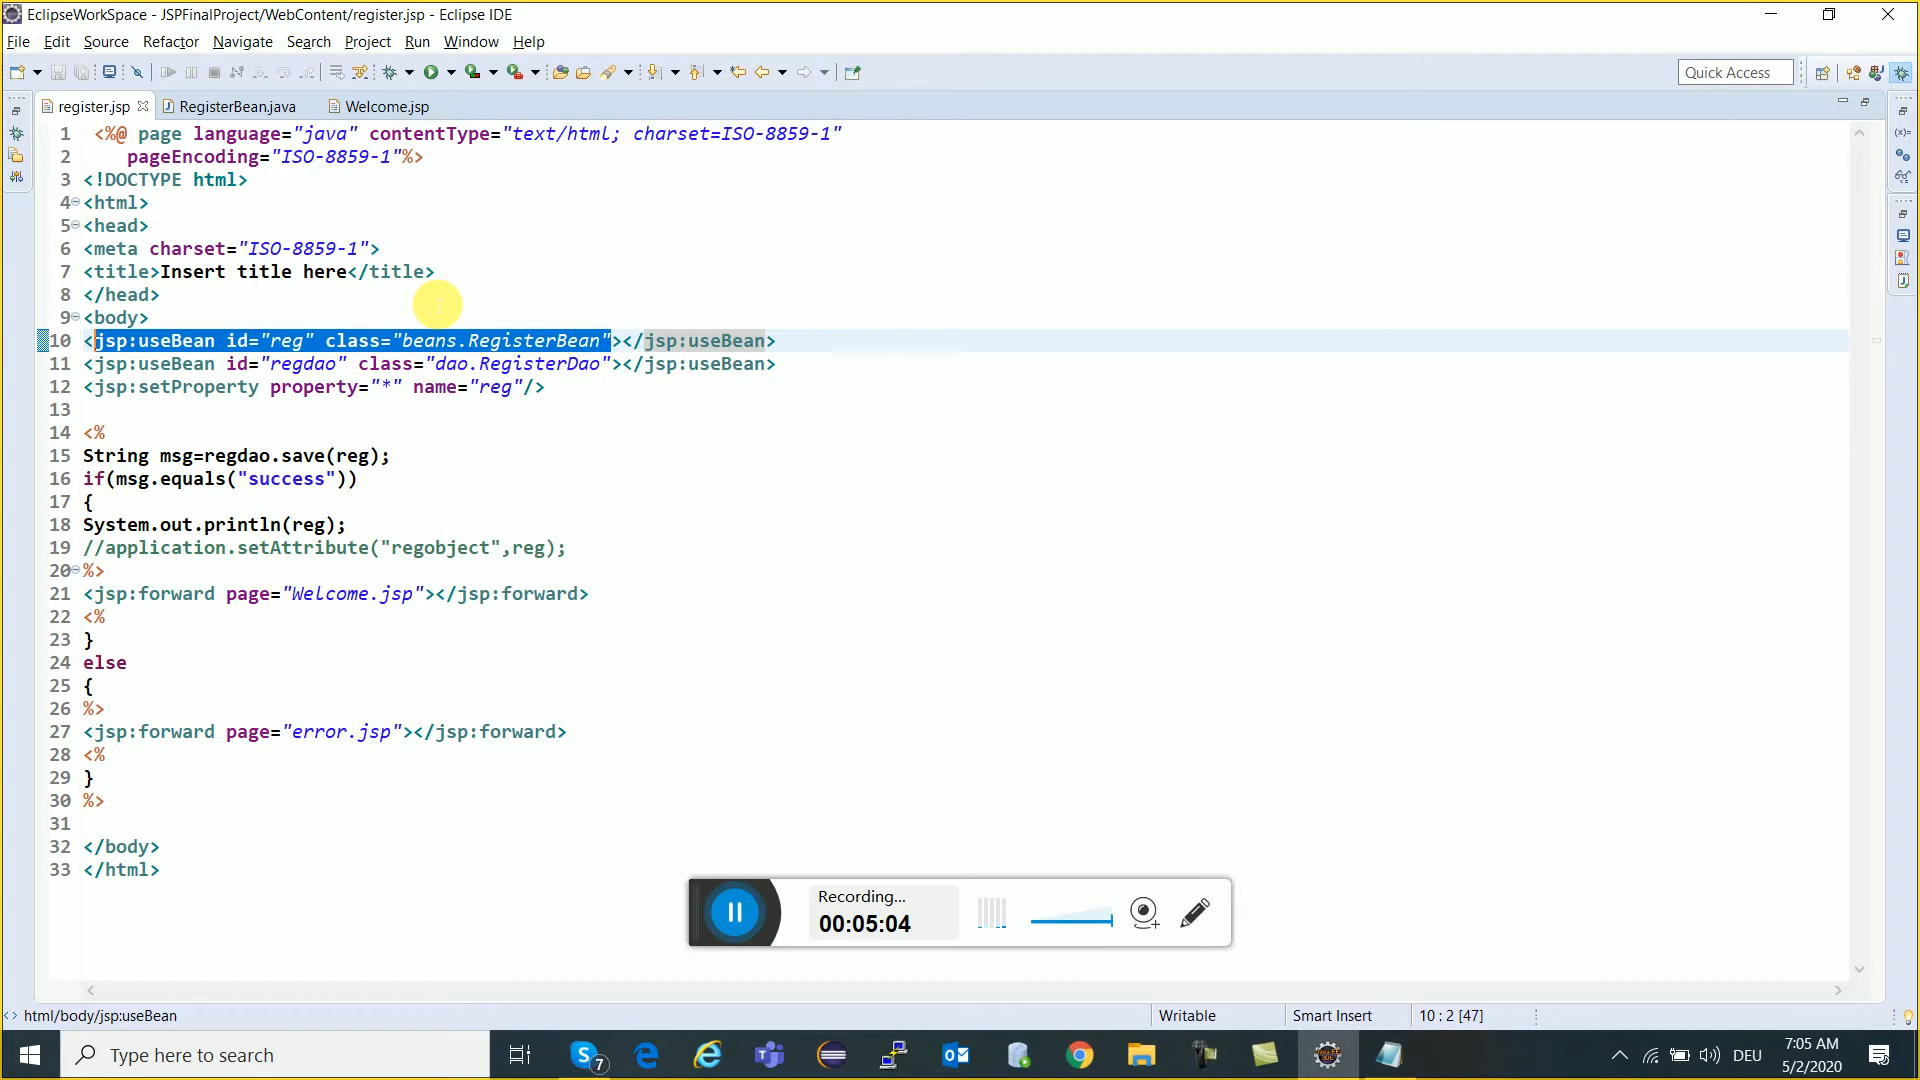 EclipseWorkSpace - JSPFinalProject/WebContent/register.jsp - Eclipse IDE
File Edit Source Refactor Navigate Search Project Run Window Help
Quick Access
register.jsp RegisterBean.java Welcome.jsp
1 <%@ page language="java" contentType="text/html; charset=ISO-8859-1"
2 pageEncoding="ISO-8859-1"%>
3 <!DOCTYPE html>
4 <html>
5 <head>
6 <meta charset="ISO-8859-1">
7 <title>Insert title here</title>
8 </head>
9 <body>
10 <jsp:useBean id="reg" class="beans.RegisterBean"></jsp:useBean>
11 <jsp:useBean id="regdao" class="dao.RegisterDao"></jsp:useBean>
12 <jsp:setProperty property="*" name="reg"/>
13
14 <%
15 String msg=regdao.save(reg);
16 if(msg.equals("success"))
17 {
18 System.out.println(reg);
19 //application.setAttribute("regobject",reg);
20 %>
21 <jsp:forward page="Welcome.jsp"></jsp:forward>
22 <%
23 }
24 else
25 {
26 %>
27 <jsp:forward page="error.jsp"></jsp:forward>
28 <%
29 }
30 %>
31
32 </body>
33 </html>
Recording...
00:05:04
html/body/jsp:useBean Writable Smart Insert 10 : 2 [47]
Type here to search 7 DEU 7:05 AM
5/2/2020